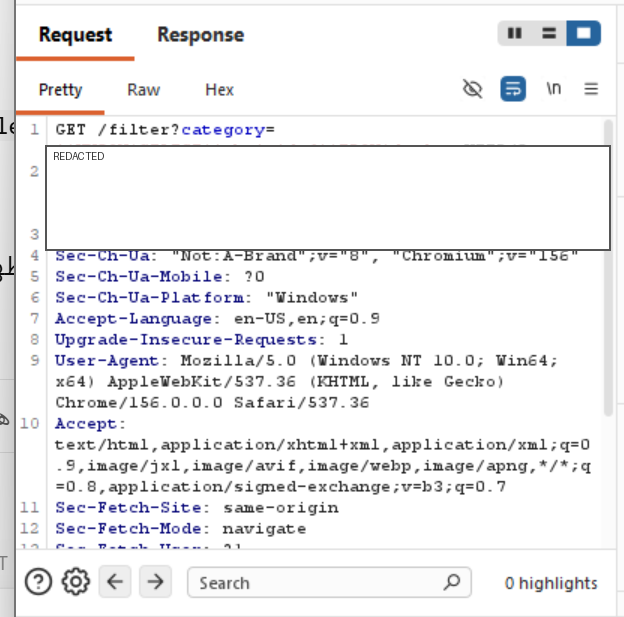 Request Response
Pretty Raw Hex
\n
1 GET /filter?category=
REDACTED
2
3
4 Sec-Ch-Ua: "Not:A-Brand";v="8", "Chromium";v="156"
5 Sec-Ch-Ua-Mobile: ?0
6 Sec-Ch-Ua-Platform: "Windows"
7 Accept-Language: en-US,en;q=0.9
8 Upgrade-Insecure-Requests: 1
9 User-Agent: Mozilla/5.0 (Windows NT 10.0; Win64;
x64) AppleWebKit/537.36 (KHTML, like Gecko)
Chrome/156.0.0.0 Safari/537.36
10 Accept:
text/html,application/xhtml+xml,application/xml;q=0
.9,image/jxl,image/avif,image/webp,image/apng,*/*;q
=0.8,application/signed-exchange;v=b3;q=0.7
11 Sec-Fetch-Site: same-origin
12 Sec-Fetch-Mode: navigate
Search
0 highlights